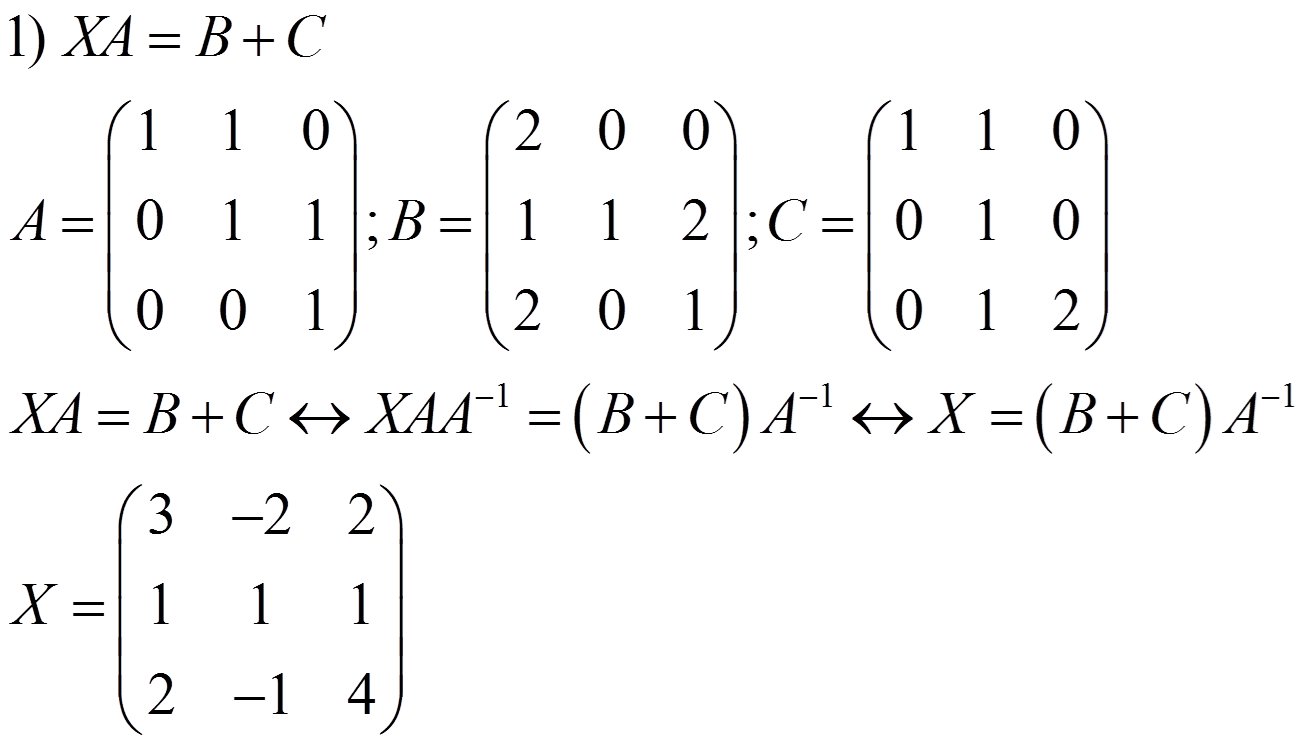 1) XA = B + C
A = (1 1 0; 0 1 1; 0 0 1); B = (2 0 0; 1 1 2; 2 0 1); C = (1 1 0; 0 1 0; 0 1 2)
XA = B + C ↔ XAA⁻¹ = (B + C) A⁻¹ ↔ X = (B + C) A⁻¹
X = (3 −2 2; 1 1 1; 2 −1 4)